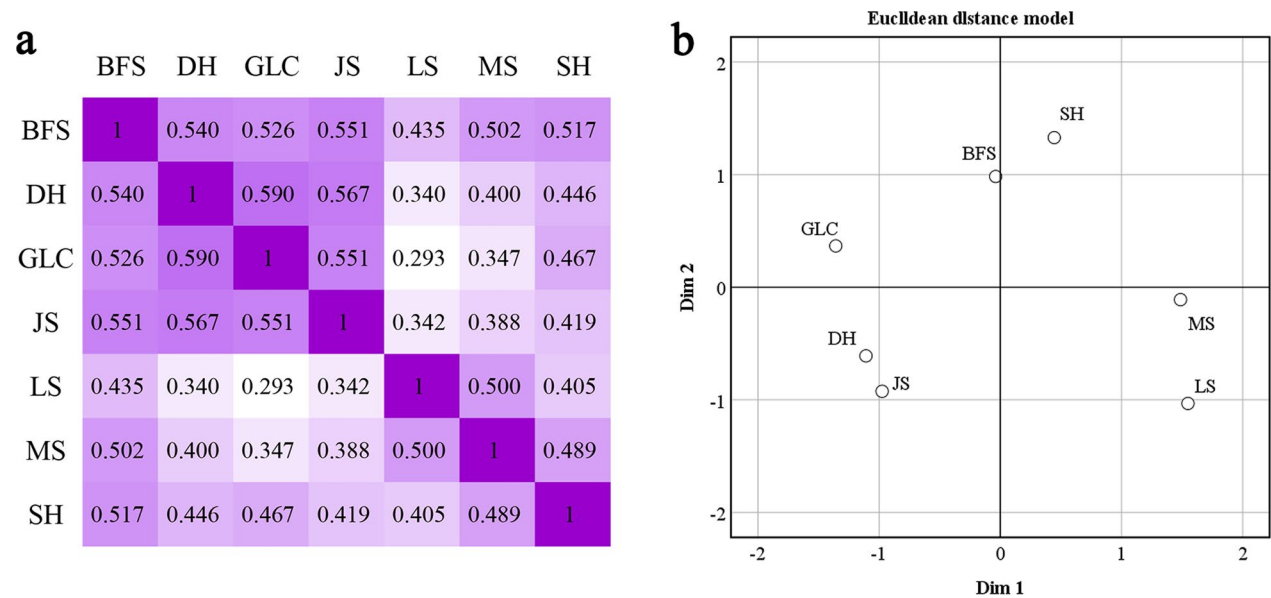 a
BFS DH GLC JS LS MS SH
BFS 1 0.540 0.526 0.551 0.435 0.502 0.517
DH 0.540 1 0.590 0.567 0.340 0.400 0.446
GLC 0.526 0.590 1 0.551 0.293 0.347 0.467
JS 0.551 0.567 0.551 1 0.342 0.388 0.419
LS 0.435 0.340 0.293 0.342 1 0.500 0.405
MS 0.502 0.400 0.347 0.388 0.500 1 0.489
SH 0.517 0.446 0.467 0.419 0.405 0.489 1
b
Euclidean distance model
Dim 2
2
1
0
-1
-2
SH
BFS
GLC
MS
DH
JS
LS
-2 -1 0 1 2
Dim 1